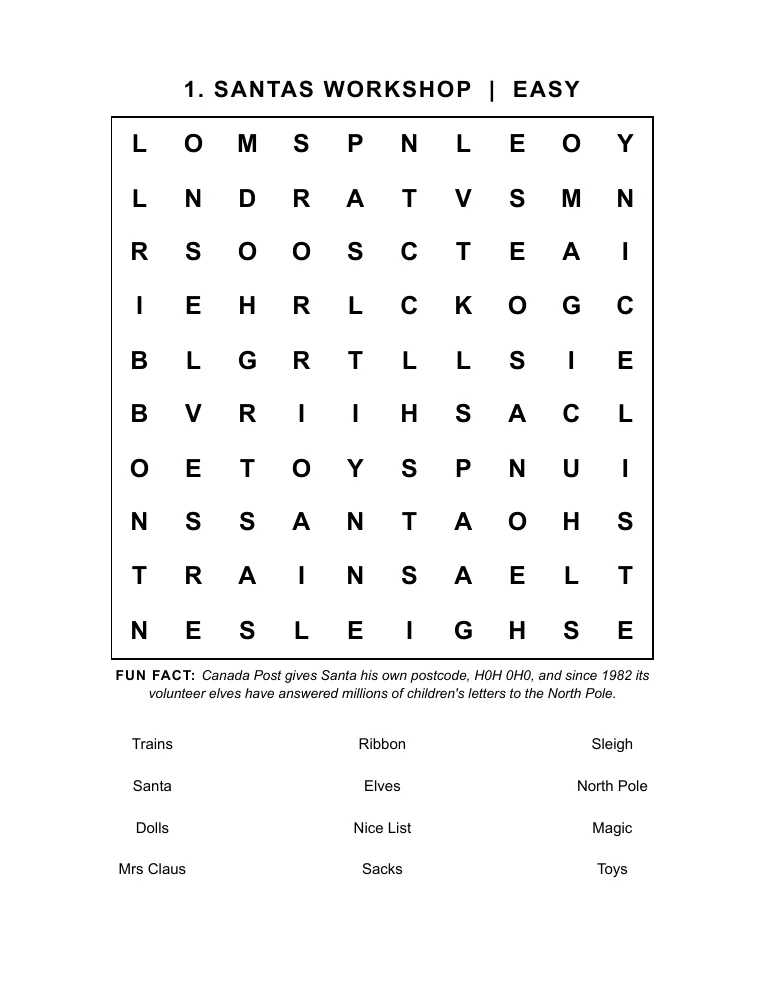 1. SANTAS WORKSHOP | EASY
L O M S P N L E O Y
L N D R A T V S M N
R S O O S C T E A I
I E H R L C K O G C
B L G R T L L S I E
B V R I I H S A C L
O E T O Y S P N U I
N S S A N T A O H S
T R A I N S A E L T
N E S L E I G H S E
FUN FACT: Canada Post gives Santa his own postcode, H0H 0H0, and since 1982 its
volunteer elves have answered millions of children's letters to the North Pole.
Trains Ribbon Sleigh
Santa Elves North Pole
Dolls Nice List Magic
Mrs Claus Sacks Toys